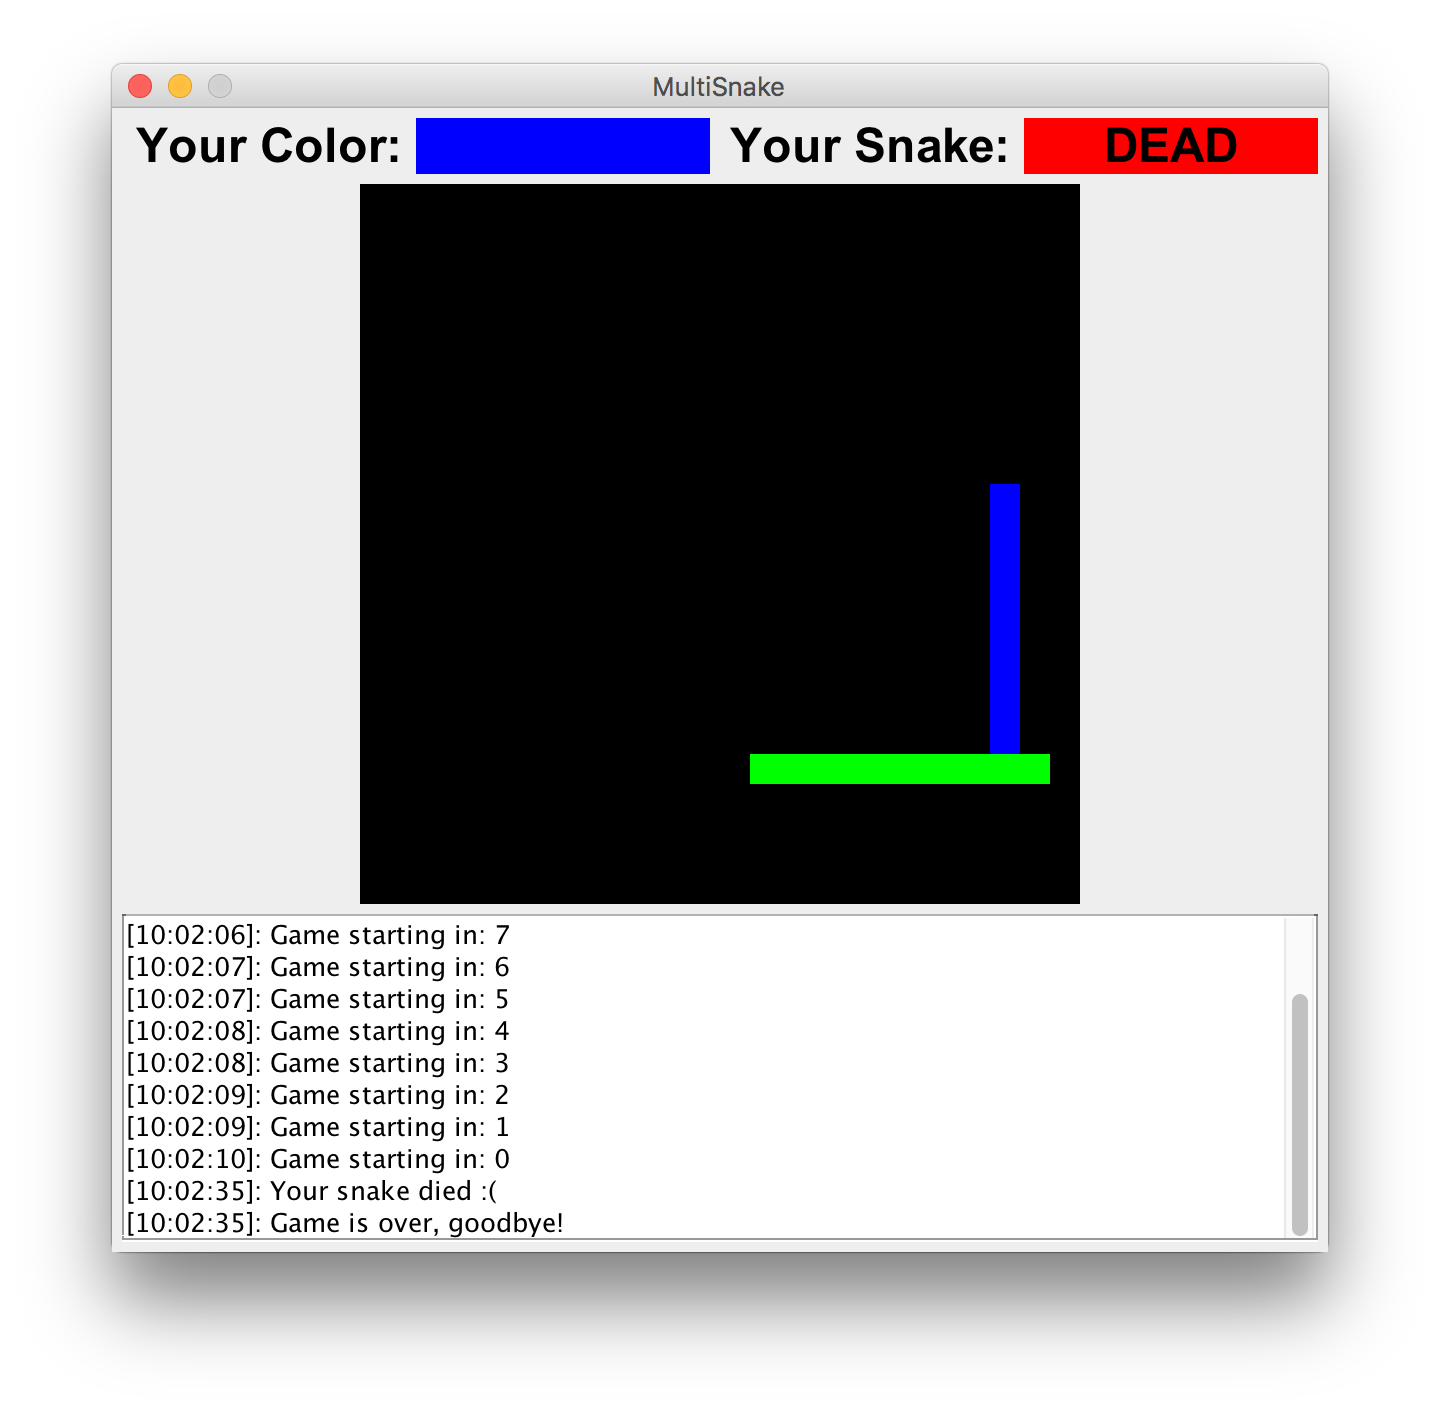 MultiSnake
Your Color: Your Snake: DEAD
[10:02:06]: Game starting in: 7
[10:02:07]: Game starting in: 6
[10:02:07]: Game starting in: 5
[10:02:08]: Game starting in: 4
[10:02:08]: Game starting in: 3
[10:02:09]: Game starting in: 2
[10:02:09]: Game starting in: 1
[10:02:10]: Game starting in: 0
[10:02:35]: Your snake died :(
[10:02:35]: Game is over, goodbye!